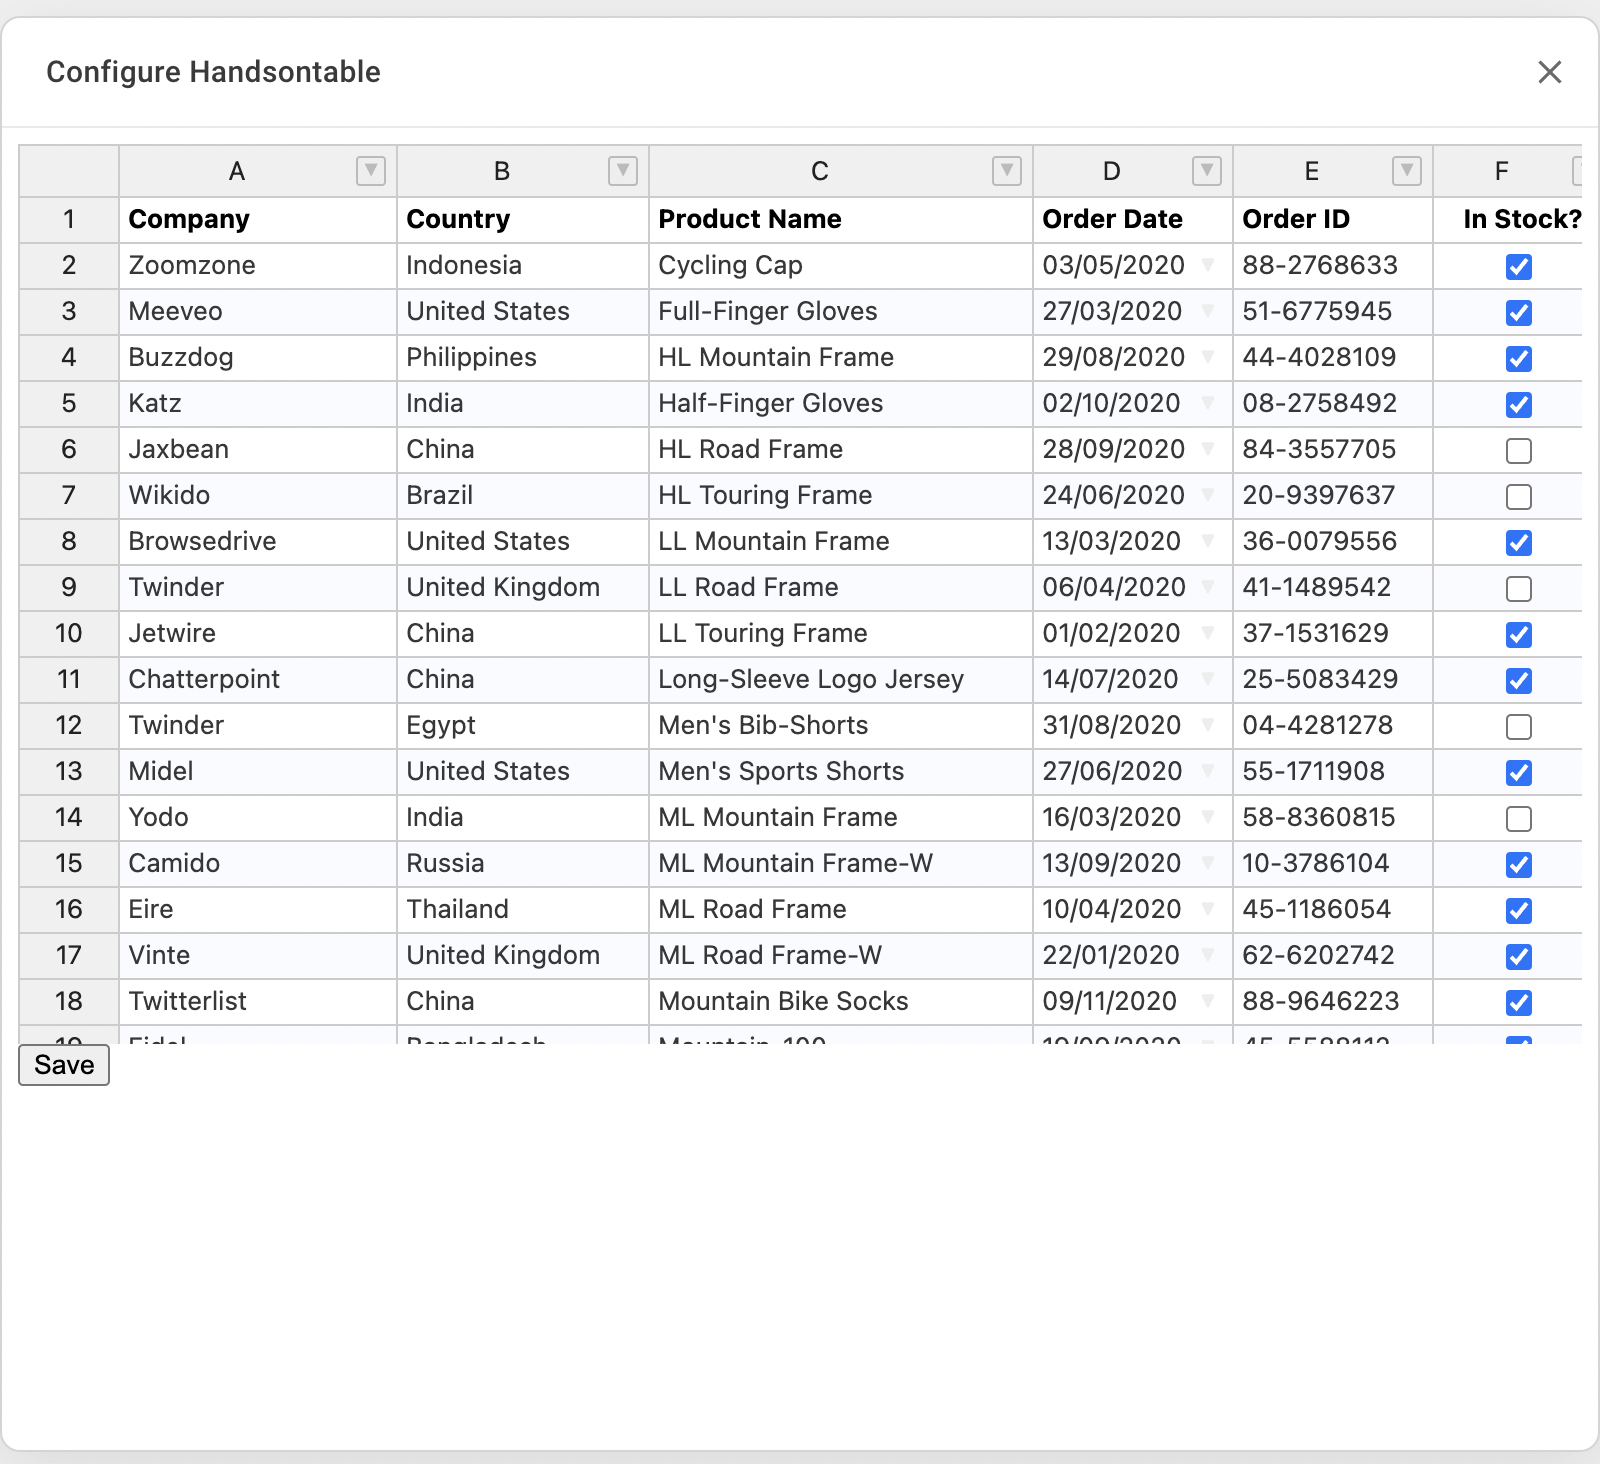 Configure Handsontable
A B C D E F
1 Company Country Product Name Order Date Order ID In Stock?
2 Zoomzone Indonesia Cycling Cap 03/05/2020 88-2768633
3 Meeveo United States Full-Finger Gloves 27/03/2020 51-6775945
4 Buzzdog Philippines HL Mountain Frame 29/08/2020 44-4028109
5 Katz India Half-Finger Gloves 02/10/2020 08-2758492
6 Jaxbean China HL Road Frame 28/09/2020 84-3557705
7 Wikido Brazil HL Touring Frame 24/06/2020 20-9397637
8 Browsedrive United States LL Mountain Frame 13/03/2020 36-0079556
9 Twinder United Kingdom LL Road Frame 06/04/2020 41-1489542
10 Jetwire China LL Touring Frame 01/02/2020 37-1531629
11 Chatterpoint China Long-Sleeve Logo Jersey 14/07/2020 25-5083429
12 Twinder Egypt Men's Bib-Shorts 31/08/2020 04-4281278
13 Midel United States Men's Sports Shorts 27/06/2020 55-1711908
14 Yodo India ML Mountain Frame 16/03/2020 58-8360815
15 Camido Russia ML Mountain Frame-W 13/09/2020 10-3786104
16 Eire Thailand ML Road Frame 10/04/2020 45-1186054
17 Vinte United Kingdom ML Road Frame-W 22/01/2020 62-6202742
18 Twitterlist China Mountain Bike Socks 09/11/2020 88-9646223
Save